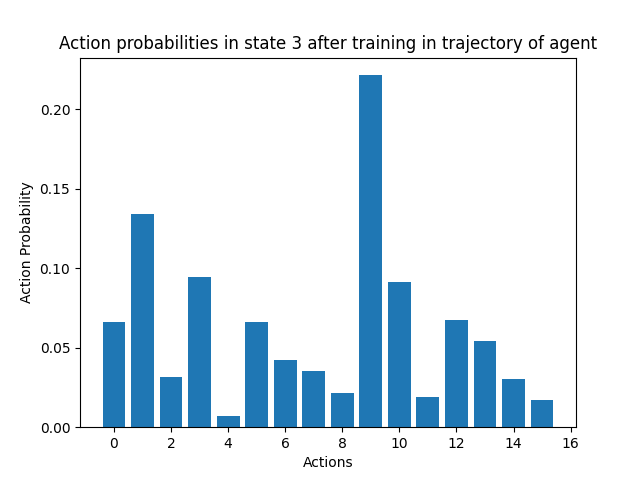 Action probabilities in state 3 after training in trajectory of agent
0.20
0.15
0.10
0.05
0.00
Action Probability
0 2 4 6 8 10 12 14 16
Actions